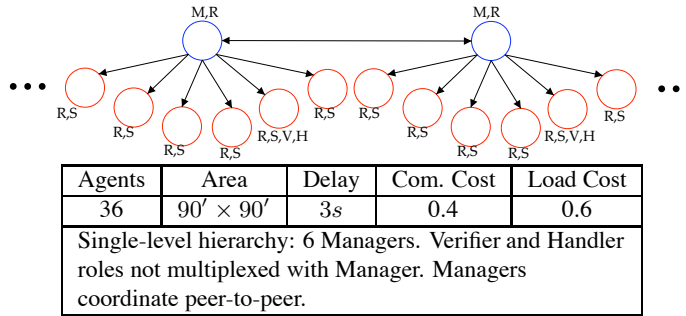 M,R M,R
R,S R,S R,S R,S R,S,V,H R,S R,S R,S R,S R,S R,S,V,H R,S
Agents Area Delay Com. Cost Load Cost
36 90′ × 90′ 3s 0.4 0.6
Single-level hierarchy: 6 Managers. Verifier and Handler
roles not multiplexed with Manager. Managers
coordinate peer-to-peer.